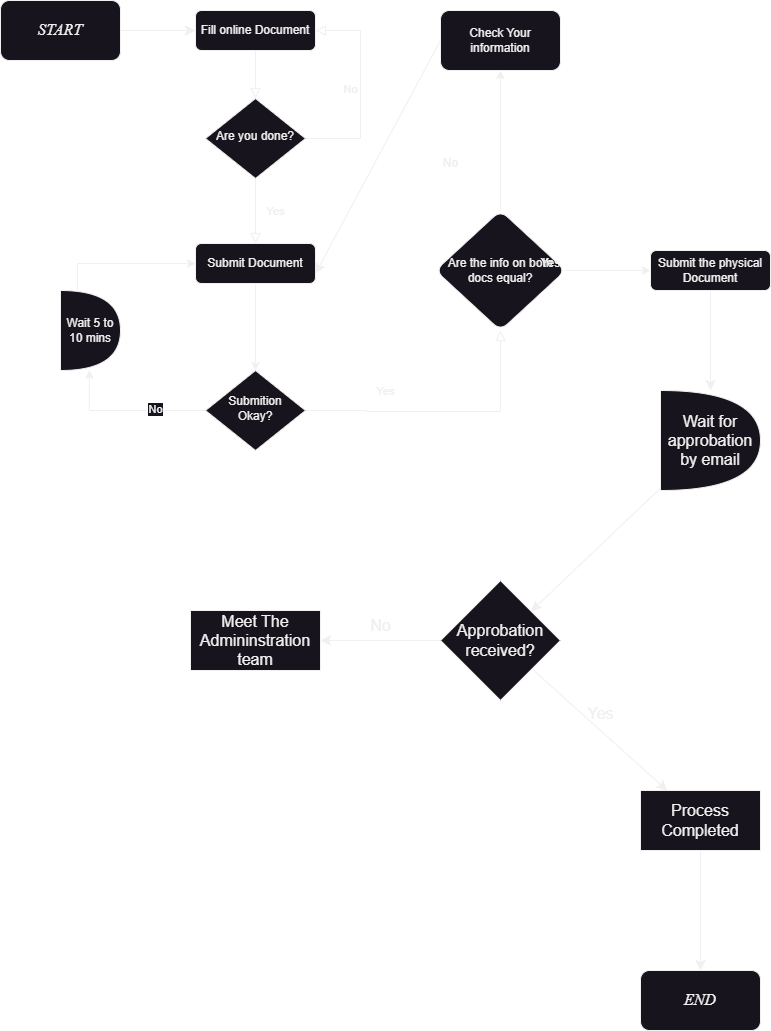 START
Fill online Document
Check Your
information
No
Are you done?
No
Yes
Submit Document
Are the info on both
docs equal?
Yes
Submit the physical
Document
Wait 5 to
10 mins
Submition
Okay?
No
Yes
Wait for
approbation
by email
Approbation
received?
No
Meet The
Admininstration
team
Yes
Process
Completed
END